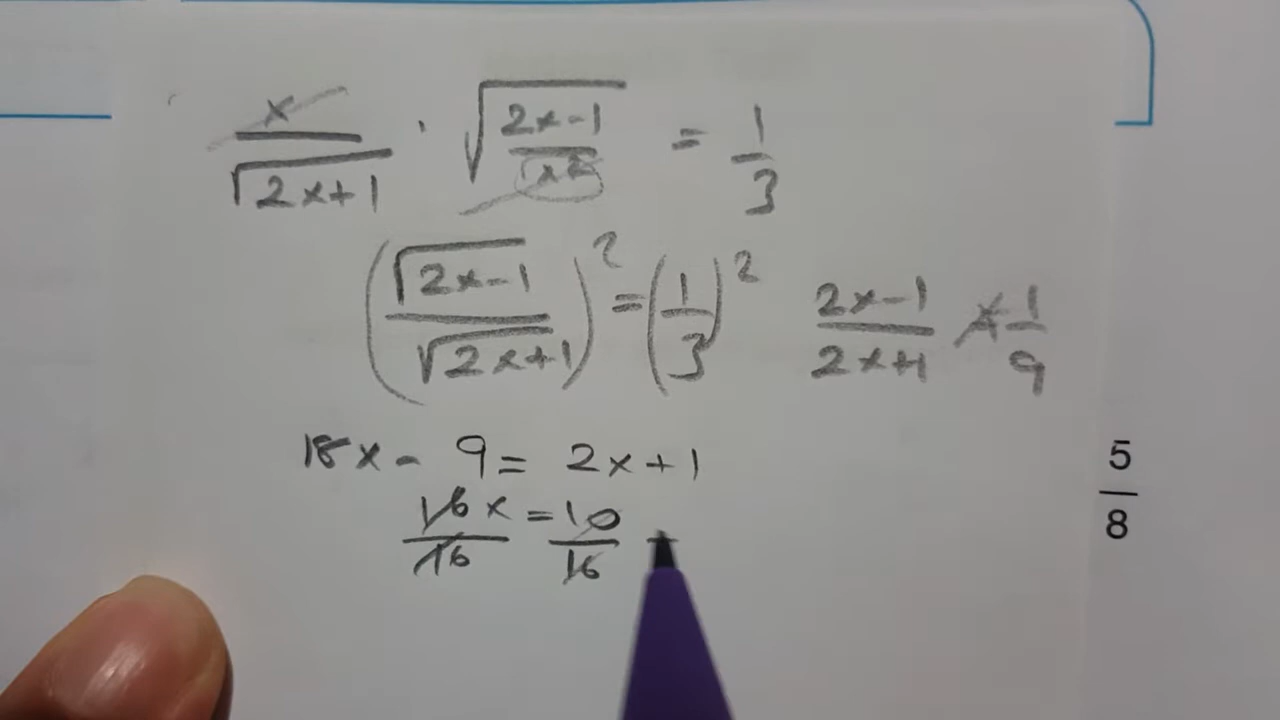 x/√(2x+1) · √((2x-1)/x²) = 1/3
(√(2x-1)/√(2x+1))² = (1/3)² (2x-1)/(2x+1) = 1/9
18x - 9 = 2x + 1
16x/16 = 10/16
5/8